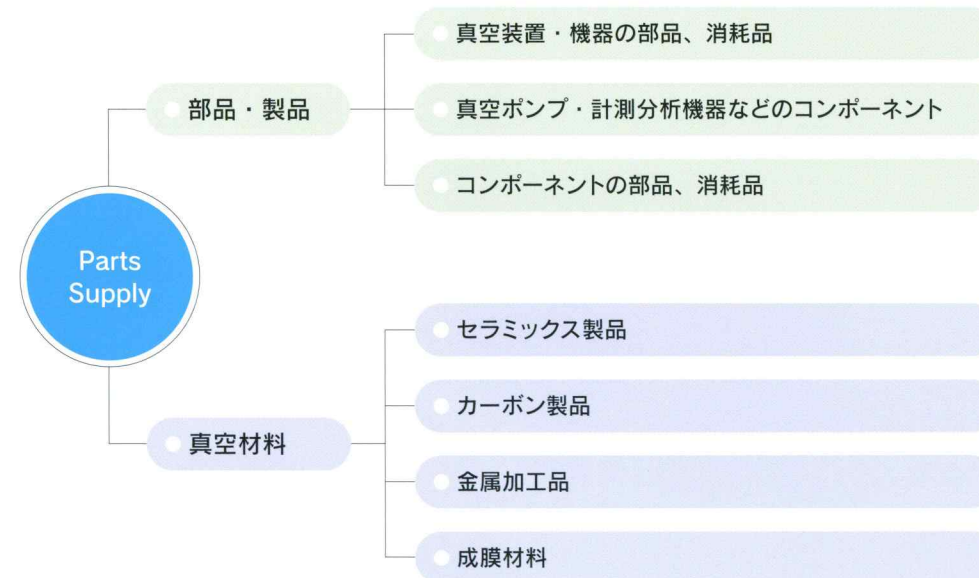 Parts
Supply
部品・製品
真空装置・機器の部品、消耗品
真空ポンプ・計測分析機器などのコンポーネント
コンポーネントの部品、消耗品
真空材料
セラミックス製品
カーボン製品
金属加工品
成膜材料